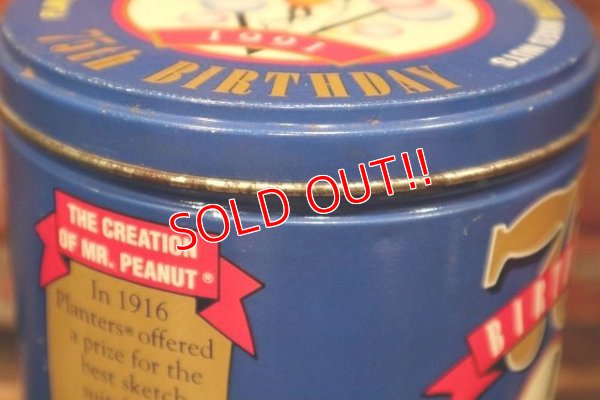 1991
75th BIRTHDAY
SOLD OUT!!
THE CREATION
OF MR. PEANUT®
In 1916
Planters® offered
a prize for the
best sketch
BIRT